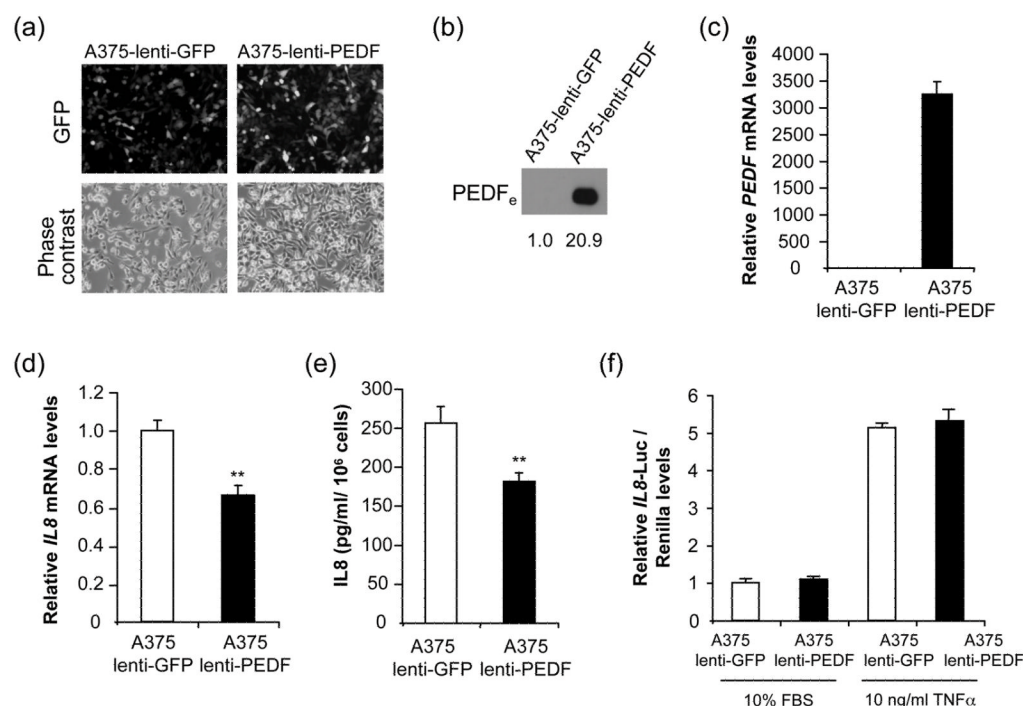 (a)
A375-lenti-GFP A375-lenti-PEDF
GFP
Phase
contrast
(b)
A375-lenti-GFP
A375-lenti-PEDF
PEDFe
1.0 20.9
(c)
Relative PEDF mRNA levels
4000
3500
3000
2500
2000
1500
1000
500
0
A375 A375
lenti-GFP lenti-PEDF
(d)
Relative IL8 mRNA levels
1.2
1.0
0.8
0.6
0.4
0.2
0
**
A375 A375
lenti-GFP lenti-PEDF
(e)
IL8 (pg/ml/ 10⁶ cells)
300
250
200
150
100
50
0
**
A375 A375
lenti-GFP lenti-PEDF
(f)
Relative IL8-Luc /
Renilla levels
6
5
4
3
2
1
0
A375 A375 A375 A375
lenti-GFP lenti-PEDF lenti-GFP lenti-PEDF
10% FBS 10 ng/ml TNFα